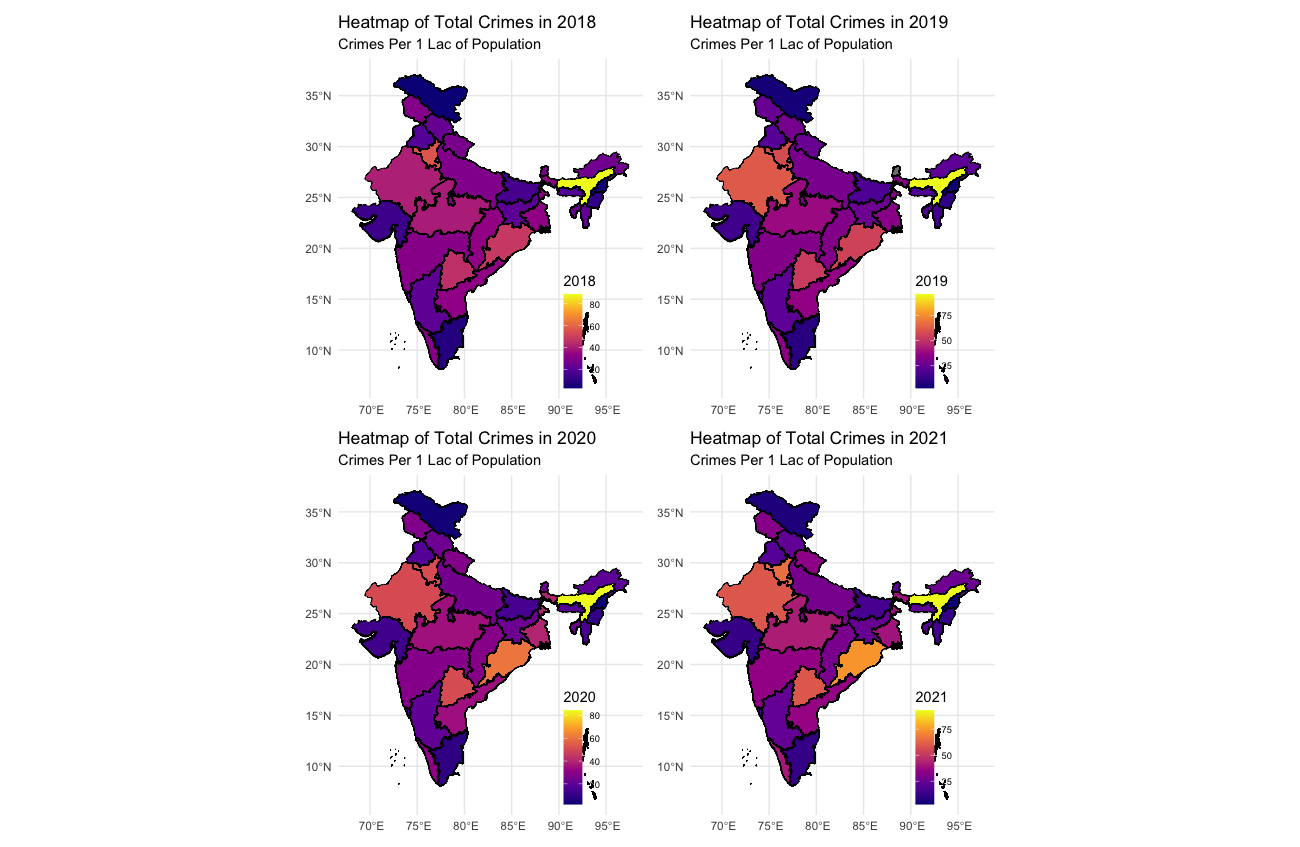 Heatmap of Total Crimes in 2018
Crimes Per 1 Lac of Population
35°N
30°N
25°N
20°N
15°N
10°N
2018
80
60
40
20
70°E 75°E 80°E 85°E 90°E 95°E
Heatmap of Total Crimes in 2019
Crimes Per 1 Lac of Population
35°N
30°N
25°N
20°N
15°N
10°N
2019
75
50
25
70°E 75°E 80°E 85°E 90°E 95°E
Heatmap of Total Crimes in 2020
Crimes Per 1 Lac of Population
35°N
30°N
25°N
20°N
15°N
10°N
2020
80
60
40
20
70°E 75°E 80°E 85°E 90°E 95°E
Heatmap of Total Crimes in 2021
Crimes Per 1 Lac of Population
35°N
30°N
25°N
20°N
15°N
10°N
2021
75
50
25
70°E 75°E 80°E 85°E 90°E 95°E